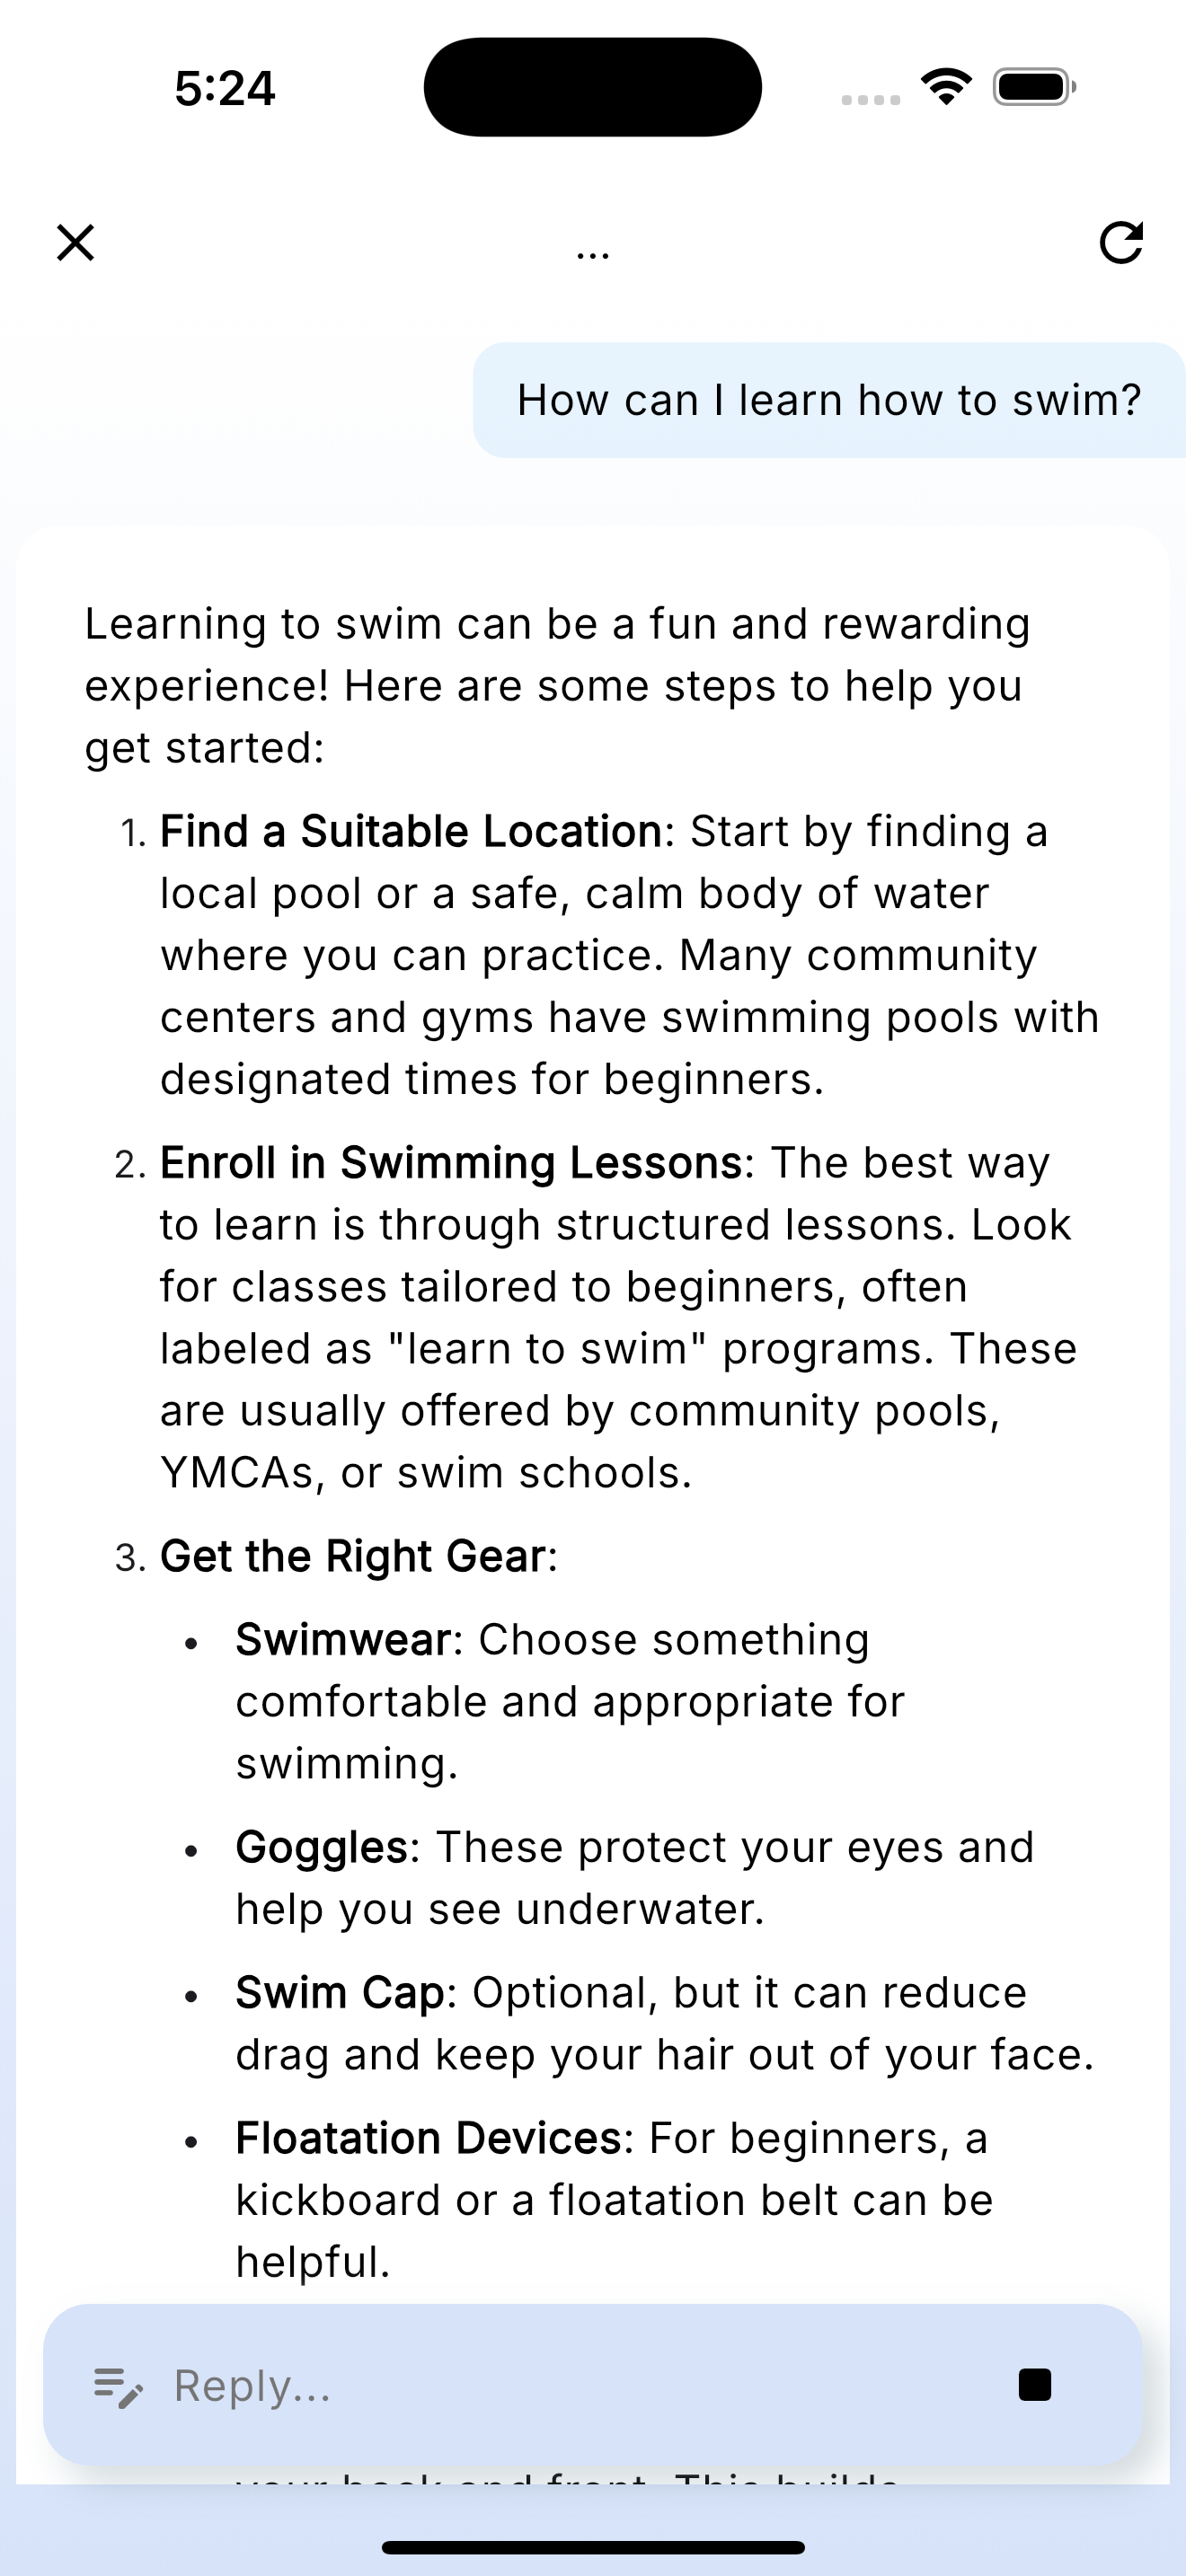 5:24
...
How can I learn how to swim?
Learning to swim can be a fun and rewarding
experience! Here are some steps to help you
get started:
1. Find a Suitable Location: Start by finding a
local pool or a safe, calm body of water
where you can practice. Many community
centers and gyms have swimming pools with
designated times for beginners.
2. Enroll in Swimming Lessons: The best way
to learn is through structured lessons. Look
for classes tailored to beginners, often
labeled as "learn to swim" programs. These
are usually offered by community pools,
YMCAs, or swim schools.
3. Get the Right Gear:
• Swimwear: Choose something
comfortable and appropriate for
swimming.
• Goggles: These protect your eyes and
help you see underwater.
• Swim Cap: Optional, but it can reduce
drag and keep your hair out of your face.
• Floatation Devices: For beginners, a
kickboard or a floatation belt can be
helpful.
Reply...
your back and front. This builds